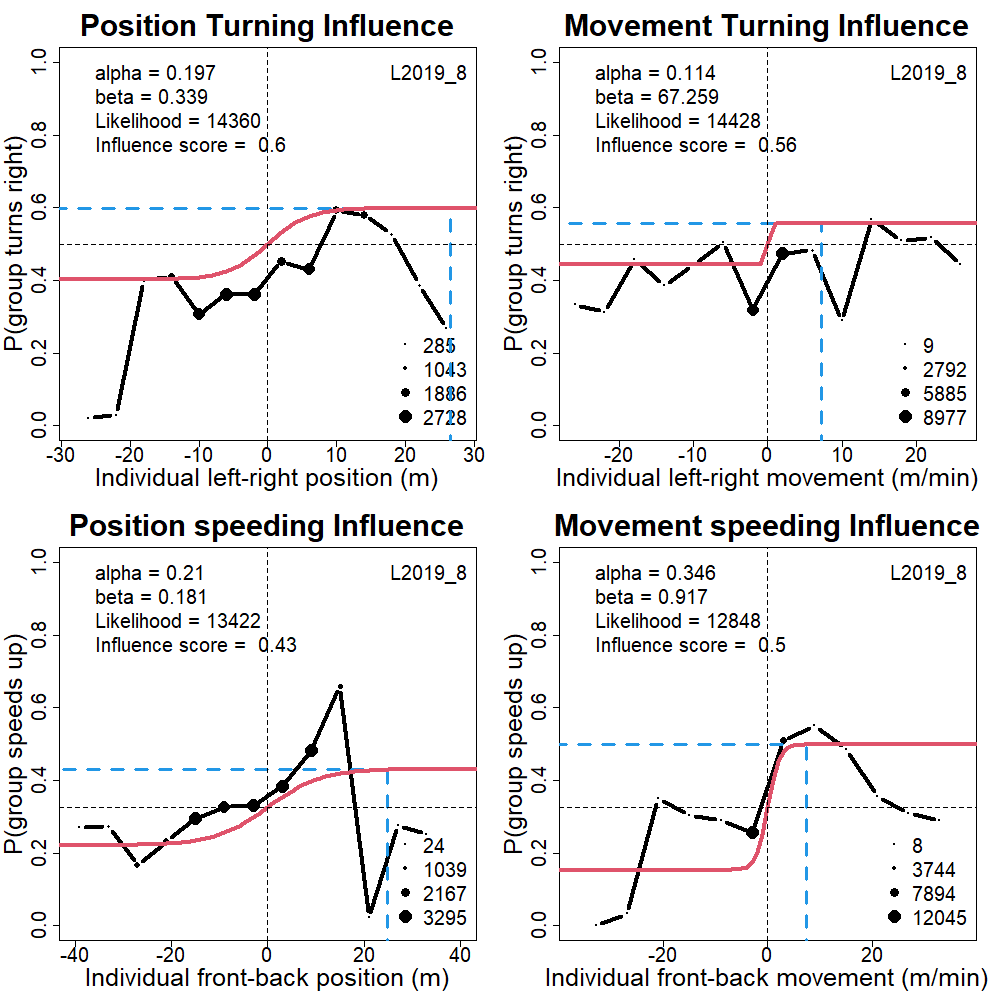 Position Turning Influence
alpha = 0.197
beta = 0.339
Likelihood = 14360
Influence score =  0.6
L2019_8
P(group turns right)
0.0
0.2
0.4
0.6
0.8
1.0
285
1043
1886
2728
-30 -20 -10 0 10 20 30
Individual left-right position (m)
Movement Turning Influence
alpha = 0.114
beta = 67.259
Likelihood = 14428
Influence score =  0.56
L2019_8
P(group turns right)
0.0
0.2
0.4
0.6
0.8
1.0
9
2792
5885
8977
-20 -10 0 10 20
Individual left-right movement (m/min)
Position speeding Influence
alpha = 0.21
beta = 0.181
Likelihood = 13422
Influence score =  0.43
L2019_8
P(group speeds up)
0.0
0.2
0.4
0.6
0.8
1.0
24
1039
2167
3295
-40 -20 0 20 40
Individual front-back position (m)
Movement speeding Influence
alpha = 0.346
beta = 0.917
Likelihood = 12848
Influence score =  0.5
L2019_8
P(group speeds up)
0.0
0.2
0.4
0.6
0.8
1.0
8
3744
7894
12045
-20 0 20
Individual front-back movement (m/min)